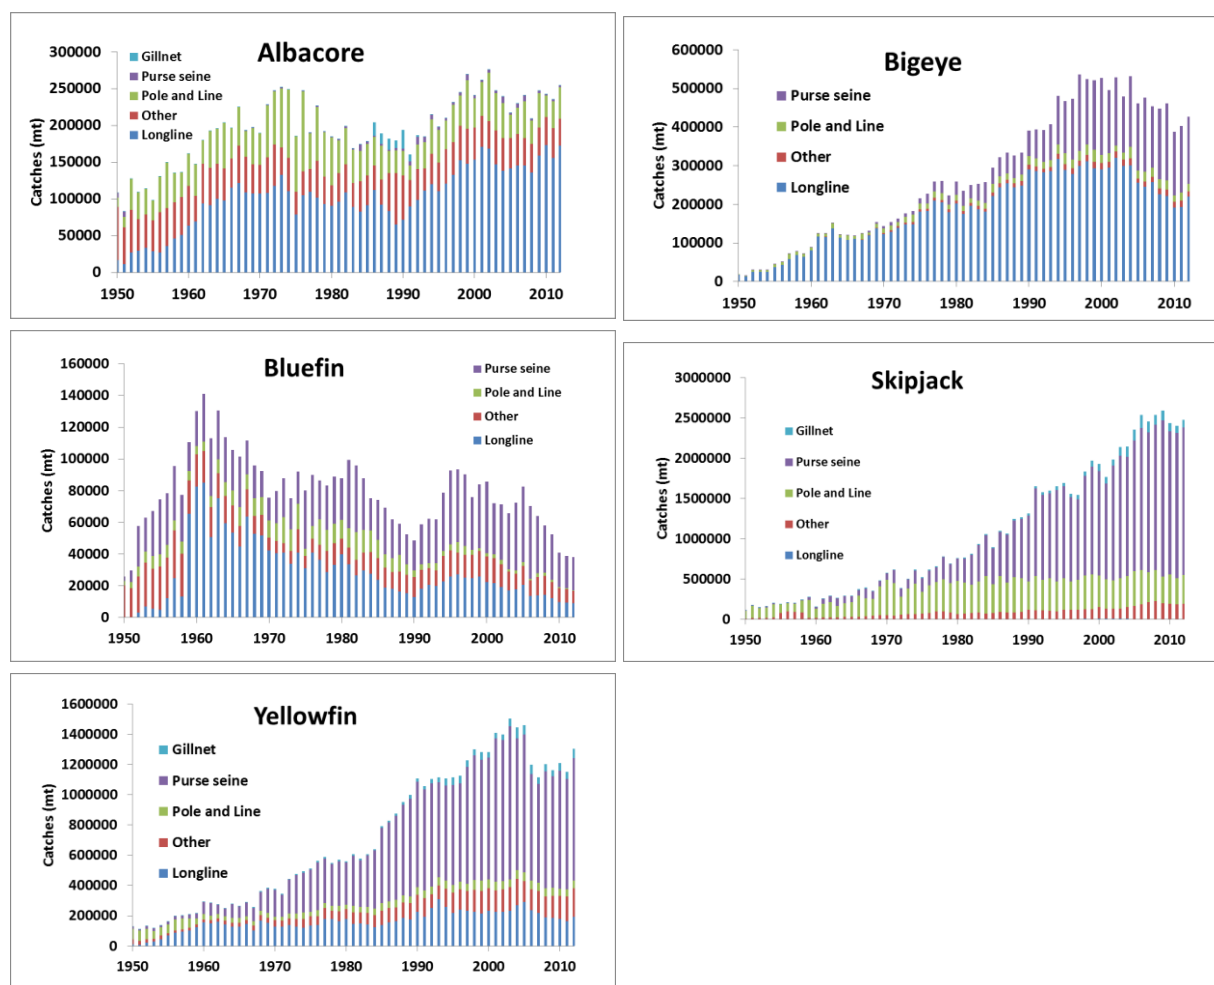 Albacore
300000
250000
200000
150000
100000
50000
0
Catches (mt)
Gillnet
Purse seine
Pole and Line
Other
Longline
1950 1960 1970 1980 1990 2000 2010
Bigeye
600000
500000
400000
300000
200000
100000
0
Catches (mt)
Purse seine
Pole and Line
Other
Longline
1950 1960 1970 1980 1990 2000 2010
Bluefin
160000
140000
120000
100000
80000
60000
40000
20000
0
Catches (mt)
Purse seine
Pole and Line
Other
Longline
1950 1960 1970 1980 1990 2000 2010
Skipjack
3000000
2500000
2000000
1500000
1000000
500000
0
Catches (mt)
Gillnet
Purse seine
Pole and Line
Other
Longline
1950 1960 1970 1980 1990 2000 2010
Yellowfin
1600000
1400000
1200000
1000000
800000
600000
400000
200000
0
Catches (mt)
Gillnet
Purse seine
Pole and Line
Other
Longline
1950 1960 1970 1980 1990 2000 2010